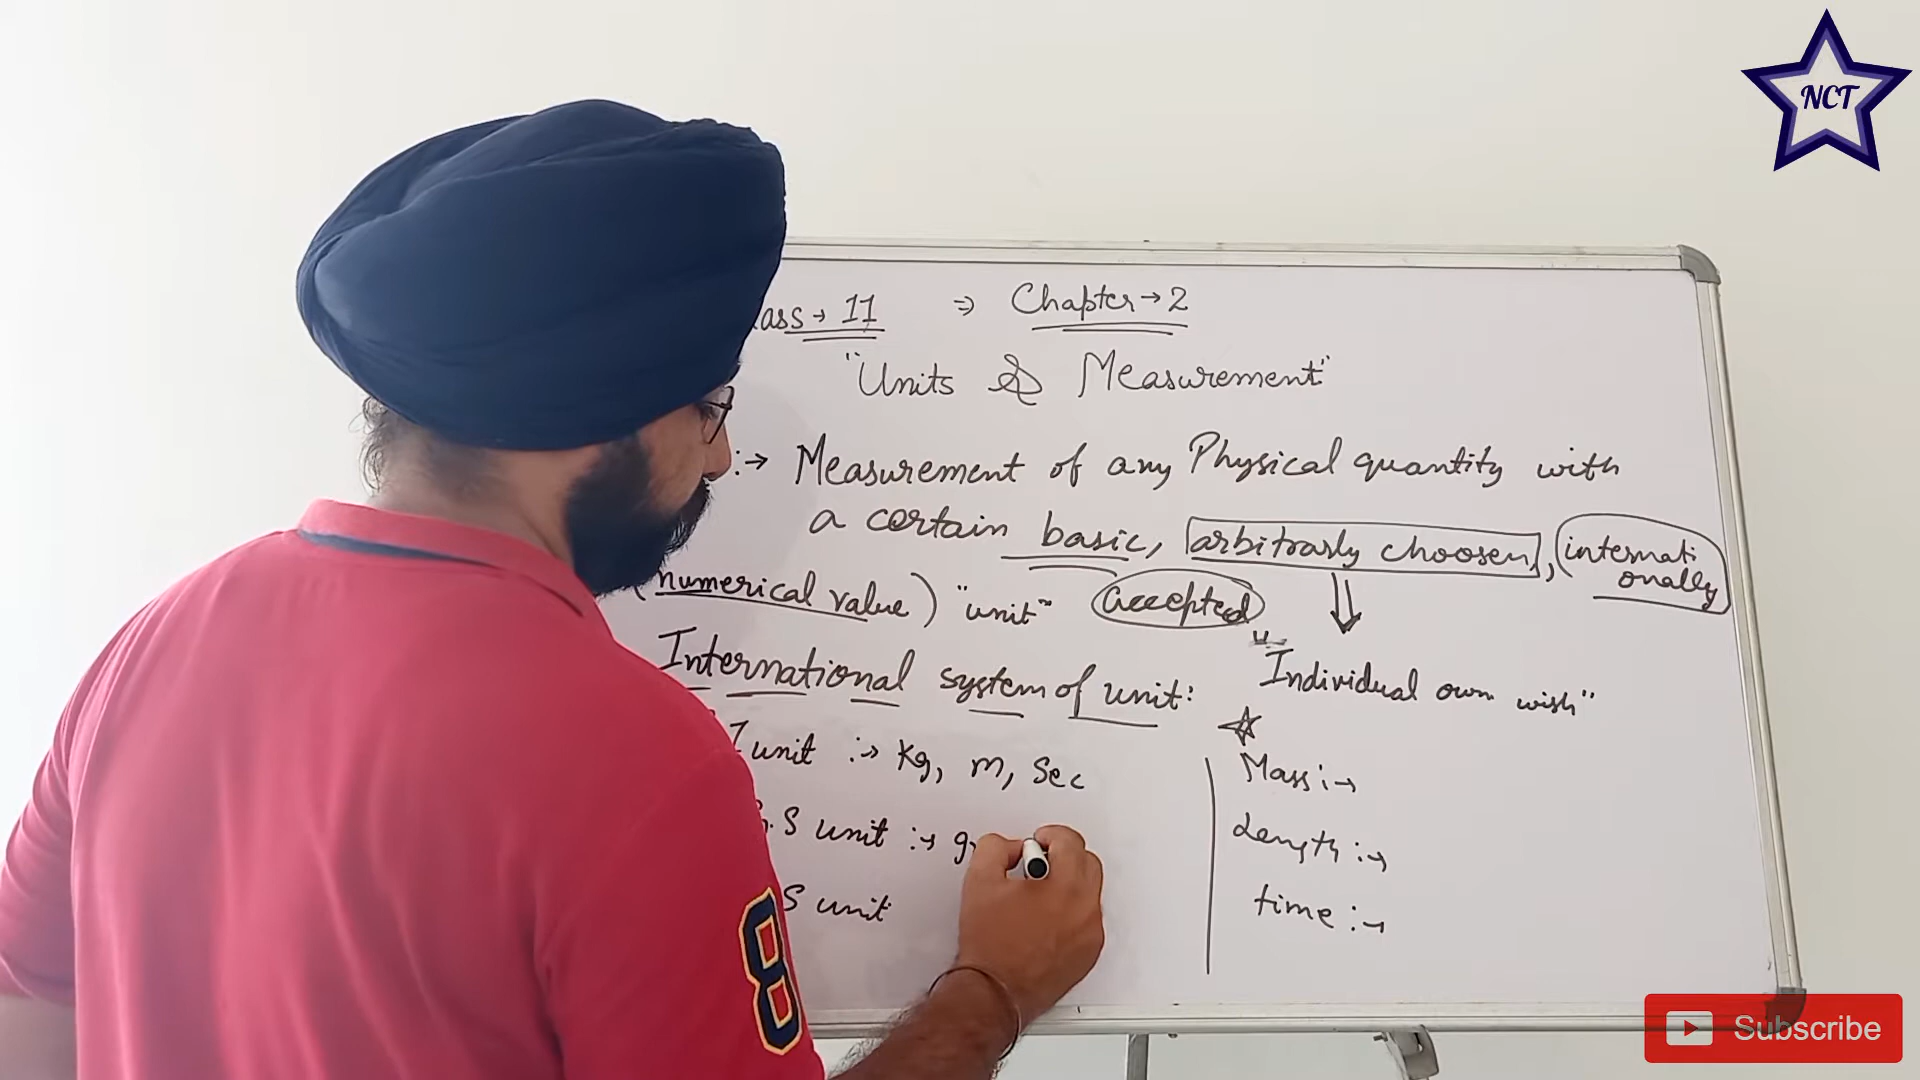 NCT
ass → 11 ⇒ Chapter → 2
"Units & Measurement"
:→ Measurement of any Physical quantity with
a certain basic, arbitrarly choosen, internati
onally
(numerical value) "unit" accepted
"Individual own wish"
International system of unit:
I unit :→ Kg, m, Sec
Mass :→
S unit :→ g
Length :→
S unit
time :→
8
Subscribe